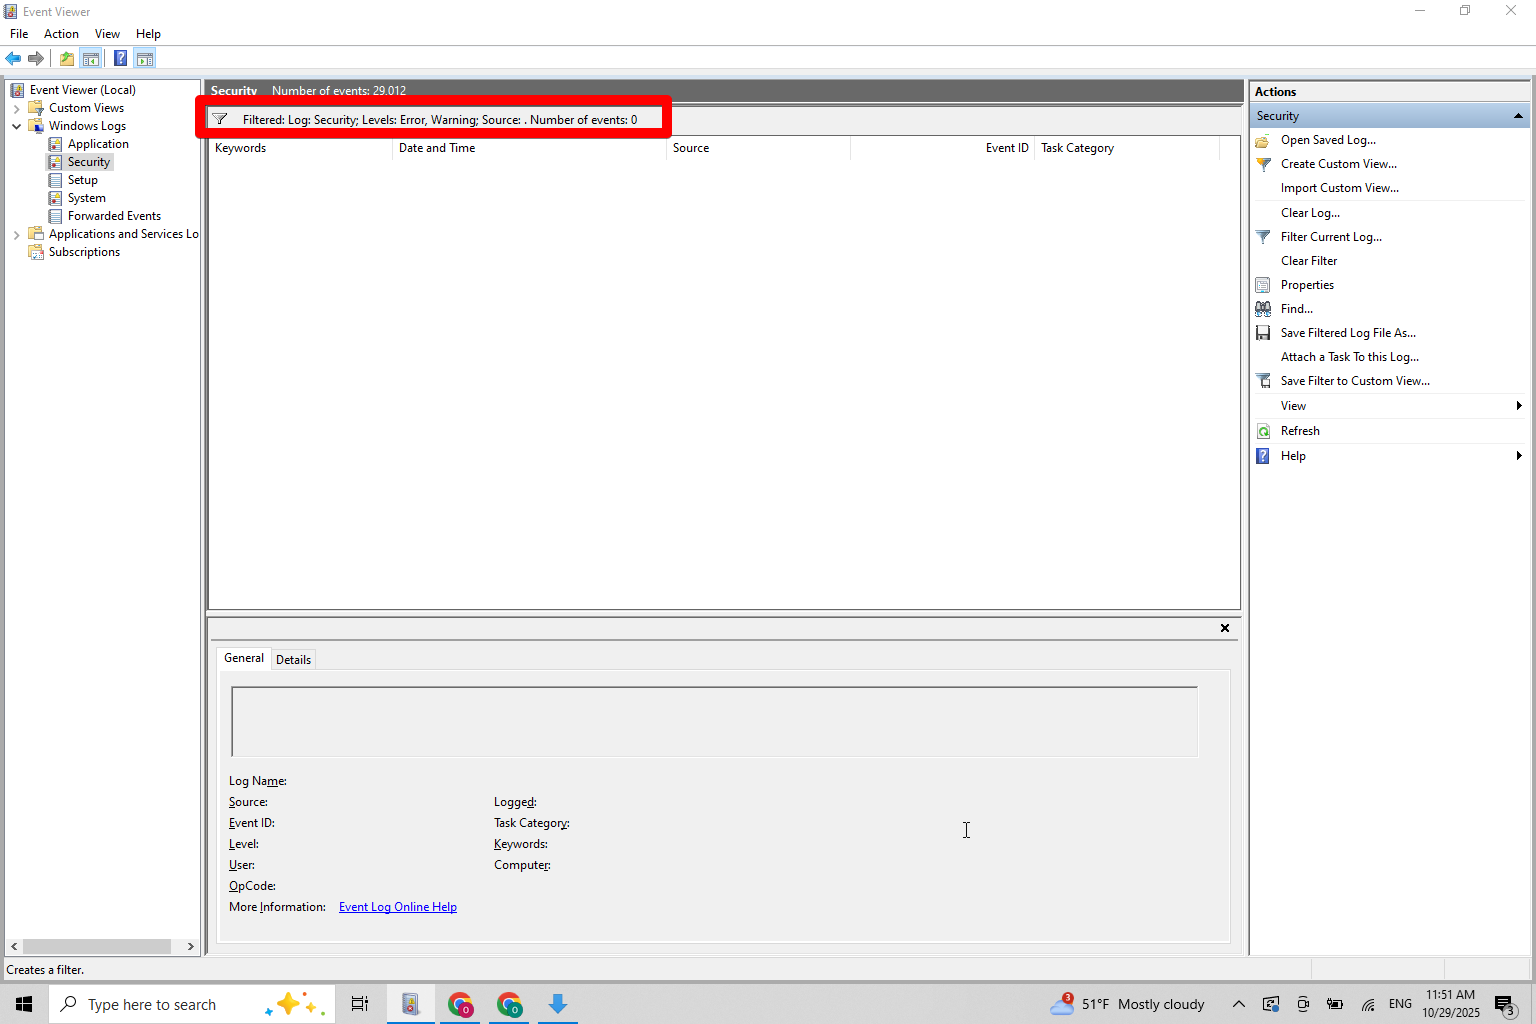 Event Viewer
File Action View Help
Event Viewer (Local)
Custom Views
Windows Logs
Application
Security
Setup
System
Forwarded Events
Applications and Services Lo
Subscriptions
Security Number of events: 29,012
Filtered: Log: Security; Levels: Error, Warning; Source: . Number of events: 0
Keywords Date and Time Source Event ID Task Category
General Details
Log Name:
Source: Logged:
Event ID: Task Category:
Level: Keywords:
User: Computer:
OpCode:
More Information: Event Log Online Help
Actions
Security
Open Saved Log...
Create Custom View...
Import Custom View...
Clear Log...
Filter Current Log...
Clear Filter
Properties
Find...
Save Filtered Log File As...
Attach a Task To this Log...
Save Filter to Custom View...
View
Refresh
Help
Creates a filter.
Type here to search
3
51°F Mostly cloudy
ENG
11:51 AM
10/29/2025
3